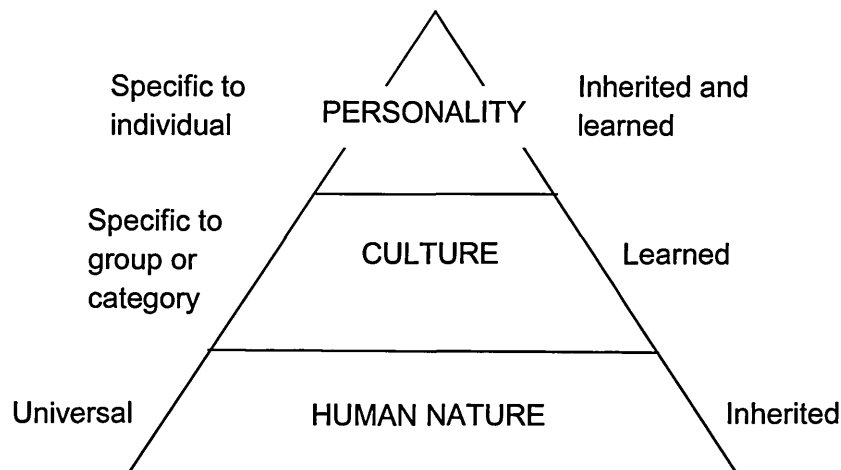 Specific to
individual
PERSONALITY
Inherited and
learned
Specific to
group or
category
CULTURE
Learned
Universal
HUMAN NATURE
Inherited